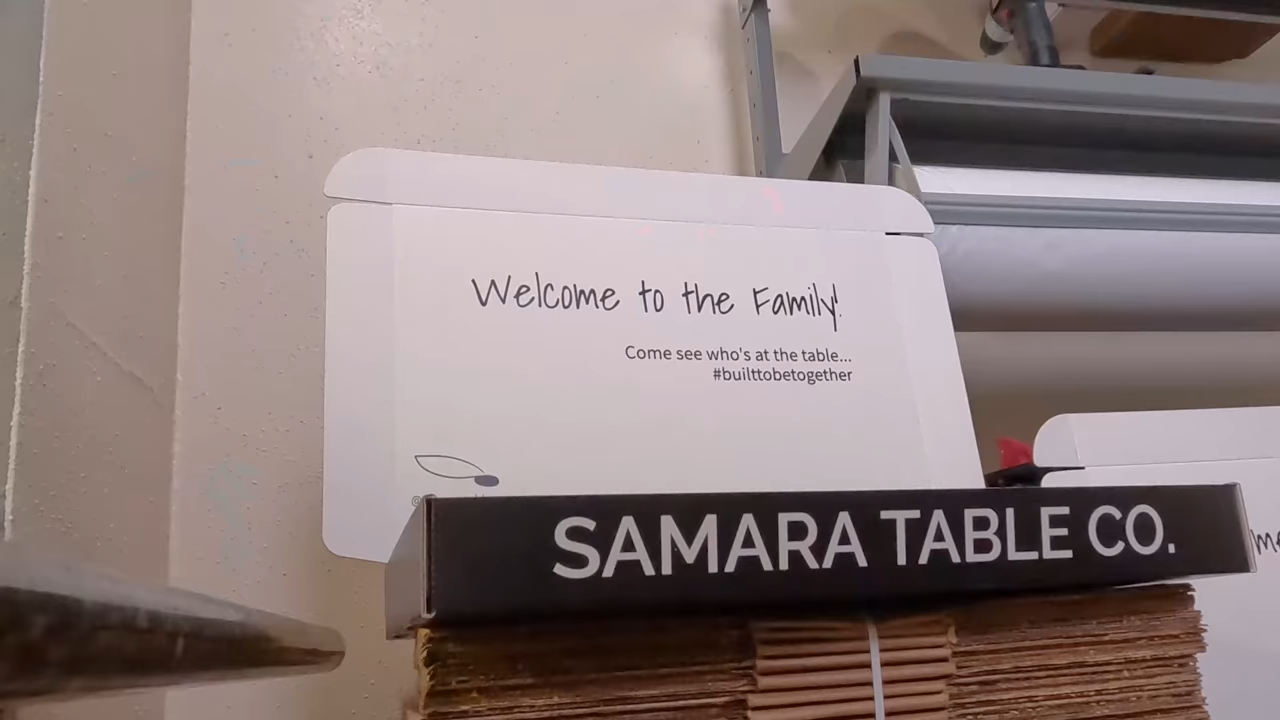 Welcome to the Family!
Come see who's at the table...
#builttobetogether
SAMARA TABLE CO.